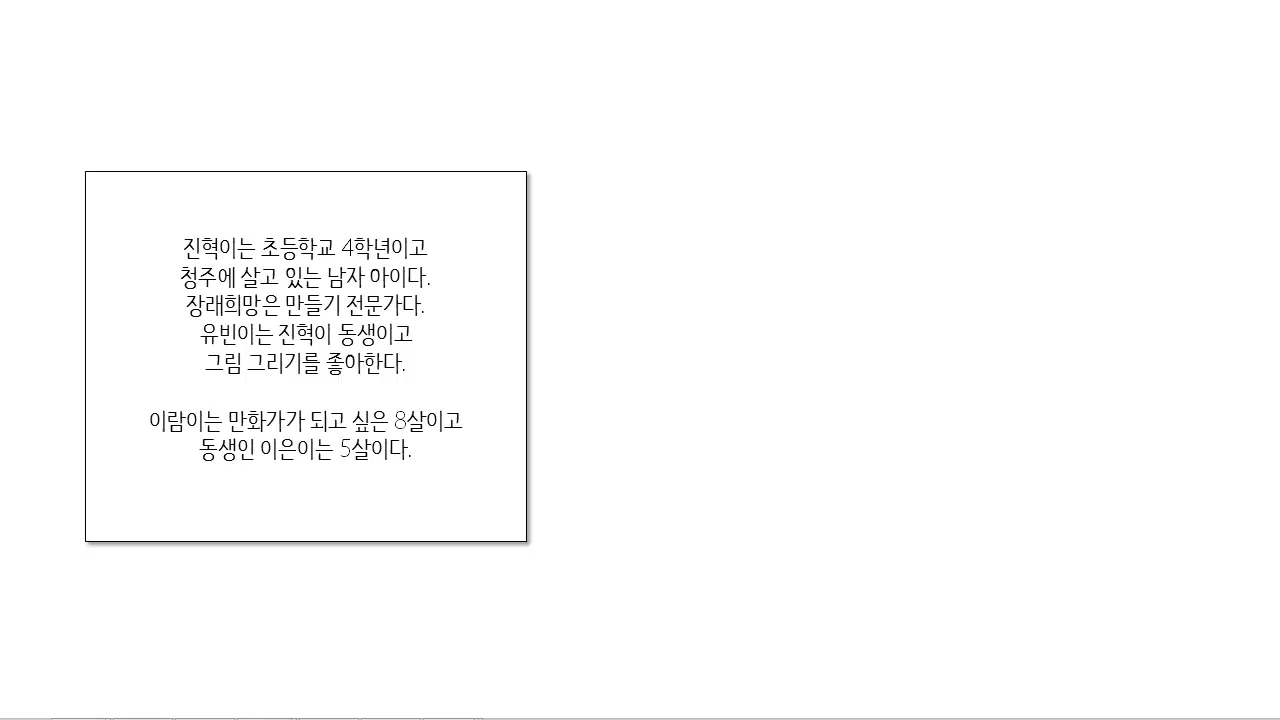 진혁이는 초등학교 4학년이고
청주에 살고 있는 남자 아이다.
장래희망은 만들기 전문가다.
유빈이는 진혁이 동생이고
그림 그리기를 좋아한다.
이람이는 만화가가 되고 싶은 8살이고
동생인 이은이는 5살이다.